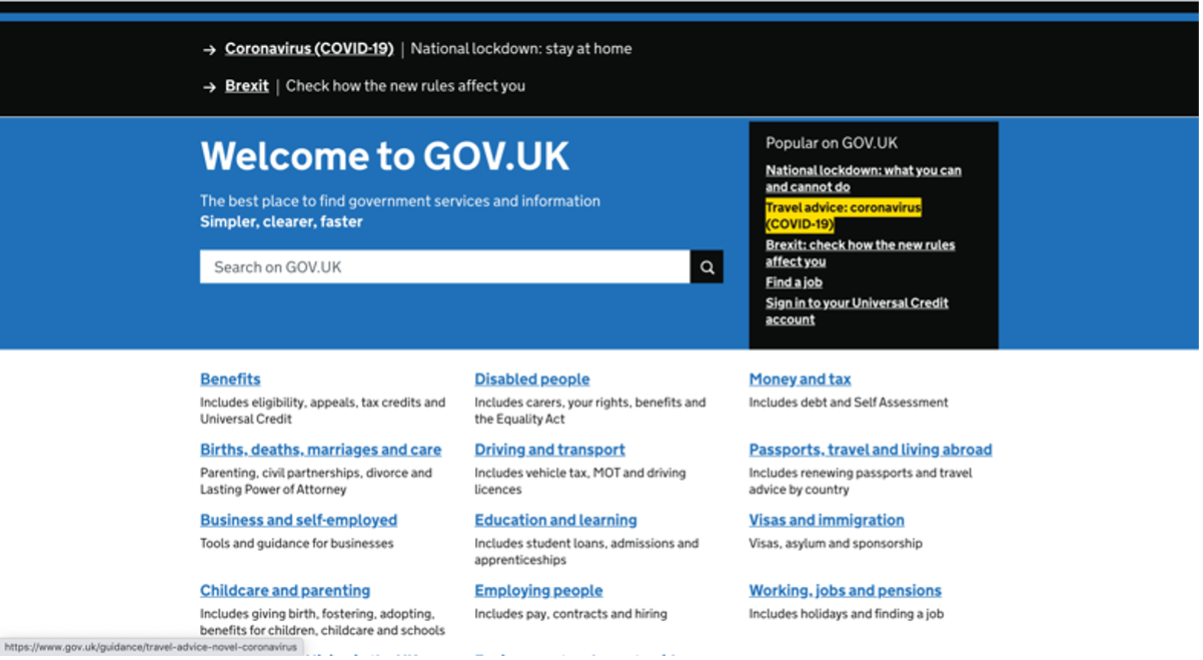 → Coronavirus (COVID-19) | National lockdown: stay at home
→ Brexit | Check how the new rules affect you
Welcome to GOV.UK
The best place to find government services and information
Simpler, clearer, faster
Search on GOV.UK
Popular on GOV.UK
National lockdown: what you can
and cannot do
Travel advice: coronavirus
(COVID-19)
Brexit: check how the new rules
affect you
Find a job
Sign in to your Universal Credit
account
Benefits
Includes eligibility, appeals, tax credits and
Universal Credit
Disabled people
Includes carers, your rights, benefits and
the Equality Act
Money and tax
Includes debt and Self Assessment
Births, deaths, marriages and care
Parenting, civil partnerships, divorce and
Lasting Power of Attorney
Driving and transport
Includes vehicle tax, MOT and driving
licences
Passports, travel and living abroad
Includes renewing passports and travel
advice by country
Business and self-employed
Tools and guidance for businesses
Education and learning
Includes student loans, admissions and
apprenticeships
Visas and immigration
Visas, asylum and sponsorship
Childcare and parenting
Includes giving birth, fostering, adopting,
benefits for children, childcare and schools
Employing people
Includes pay, contracts and hiring
Working, jobs and pensions
Includes holidays and finding a job
https://www.gov.uk/guidance/travel-advice-novel-coronavirus